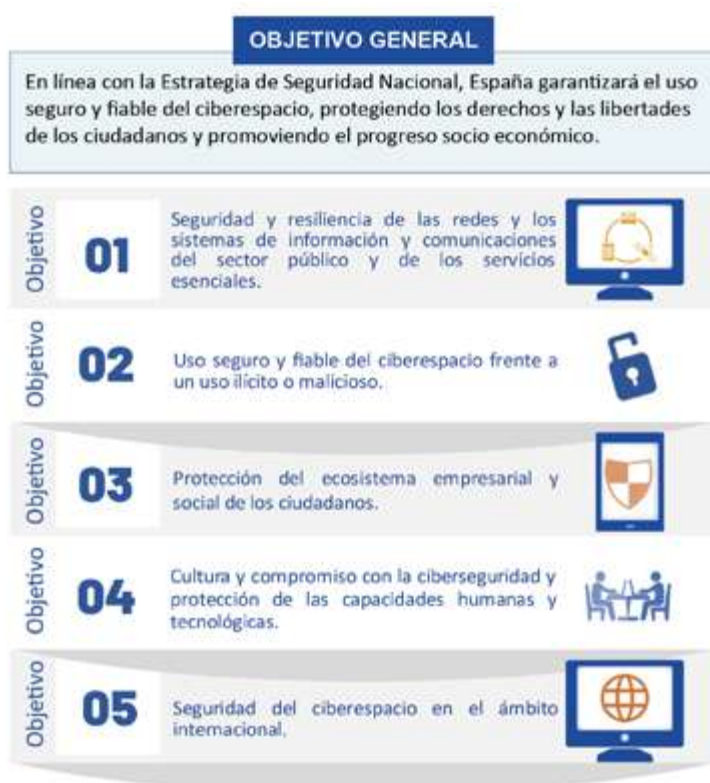 OBJETIVO GENERAL
En línea con la Estrategia de Seguridad Nacional, España garantizará el uso
seguro y fiable del ciberespacio, protegiendo los derechos y las libertades
de los ciudadanos y promoviendo el progreso socio económico.
Objetivo
01
Seguridad y resiliencia de las redes y los
sistemas de información y comunicaciones
del sector público y de los servicios
esenciales.
Objetivo
02
Uso seguro y fiable del ciberespacio frente a
un uso ilícito o malicioso.
Objetivo
03
Protección del ecosistema empresarial y
social de los ciudadanos.
Objetivo
04
Cultura y compromiso con la ciberseguridad y
protección de las capacidades humanas y
tecnológicas.
Objetivo
05
Seguridad del ciberespacio en el ámbito
internacional.